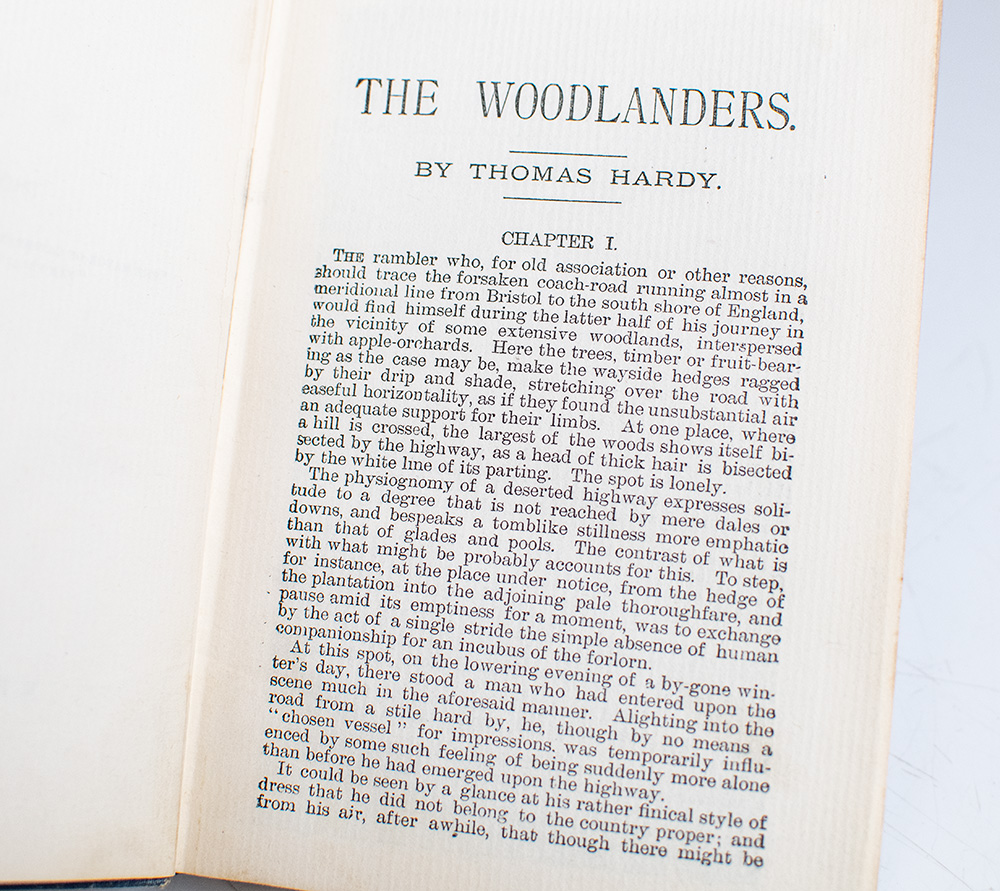 THE WOODLANDERS.
BY THOMAS HARDY.
CHAPTER I.
THE rambler who, for old association or other reasons,
should trace the forsaken coach-road running almost in a
meridional line from Bristol to the south shore of England,
would find himself during the latter half of his journey in
the vicinity of some extensive woodlands, interspersed
with apple-orchards. Here the trees, timber or fruit-bear-
ing as the case may be, make the wayside hedges ragged
by their drip and shade, stretching over the road with
easeful horizontality, as if they found the unsubstantial air
an adequate support for their limbs. At one place, where
a hill is crossed, the largest of the woods shows itself bi-
sected by the highway, as a head of thick hair is bisected
by the white line of its parting. The spot is lonely.
The physiognomy of a deserted highway expresses soli-
tude to a degree that is not reached by mere dales or
downs, and bespeaks a tomblike stillness more emphatic
than that of glades and pools. The contrast of what is
with what might be probably accounts for this. To step,
for instance, at the place under notice, from the hedge of
the plantation into the adjoining pale thoroughfare, and
pause amid its emptiness for a moment, was to exchange
by the act of a single stride the simple absence of human
companionship for an incubus of the forlorn.
At this spot, on the lowering evening of a by-gone win-
ter's day, there stood a man who had entered upon the
scene much in the aforesaid manner. Alighting into the
road from a stile hard by, he, though by no means a
"chosen vessel" for impressions. was temporarily influ-
enced by some such feeling of being suddenly more alone
than before he had emerged upon the highway.
It could be seen by a glance at his rather finical style of
dress that he did not belong to the country proper; and
from his air, after awhile, that though there might be